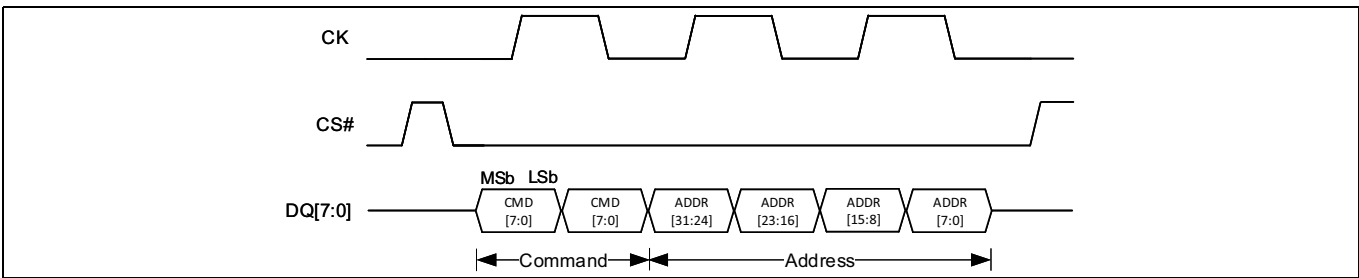 CK
CS#
MSb LSb
DQ[7:0] CMD CMD ADDR ADDR ADDR ADDR
[7:0] [7:0] [31:24] [23:16] [15:8] [7:0]
Command Address